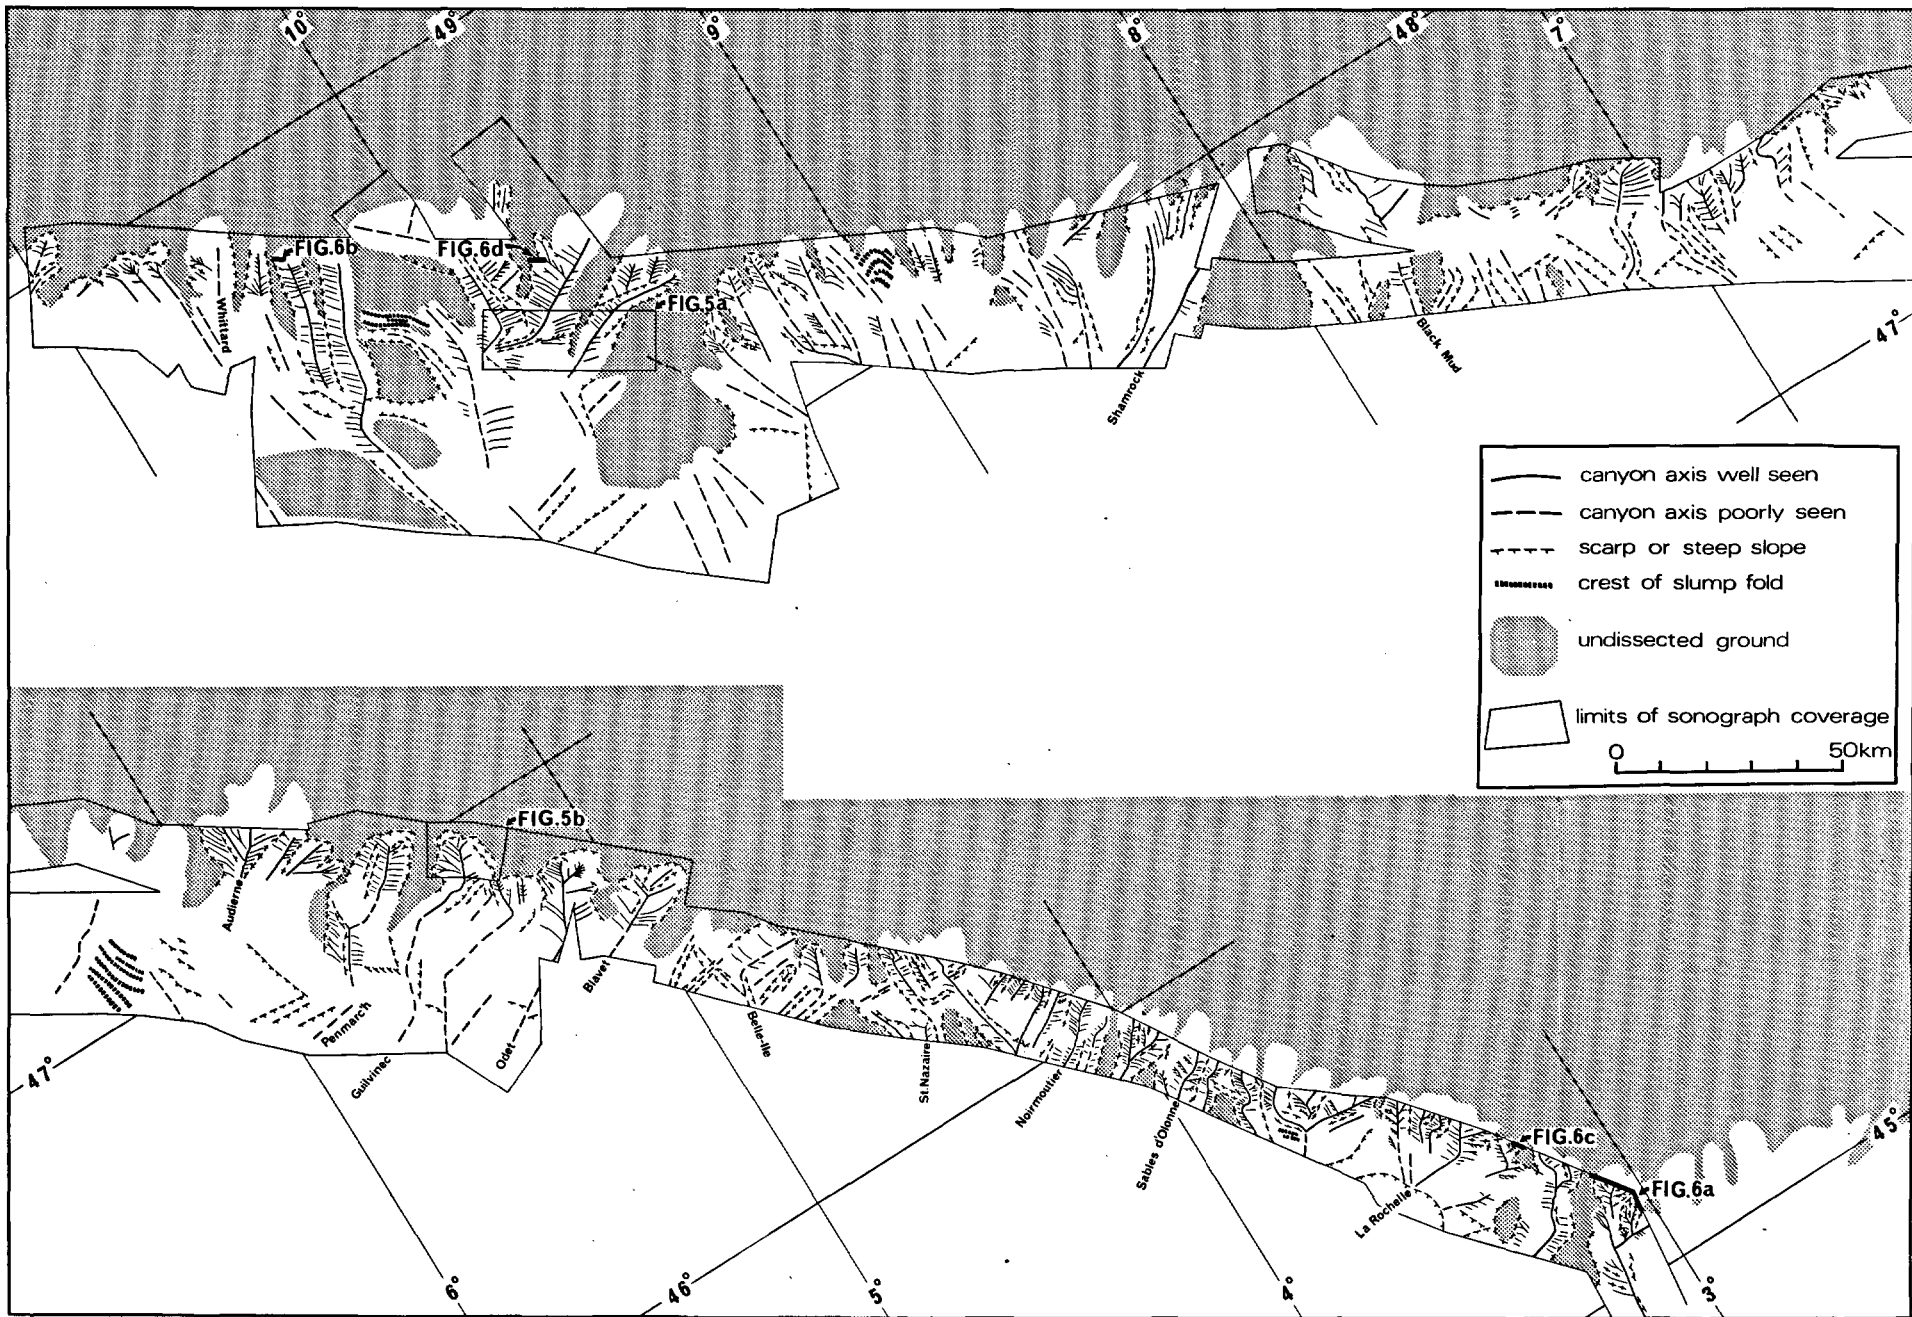 10°
49°
9°
8°
48°
7°
FIG.6b
FIG.6d
FIG.5a
Whittard
Shamrock
Black Mud
47°
canyon axis well seen
canyon axis poorly seen
scarp or steep slope
crest of slump fold
undissected ground
limits of sonograph coverage
0 50km
FIG.5b
Audierne
Penmarc'h
Guilvinec
Odet
Blavet
Belle-Ile
St.Nazaire
Noirmoutier
Sables d'Olonne
La Rochelle
FIG.6c
FIG.6a
47°
45°
6°
46°
5°
4°
3°